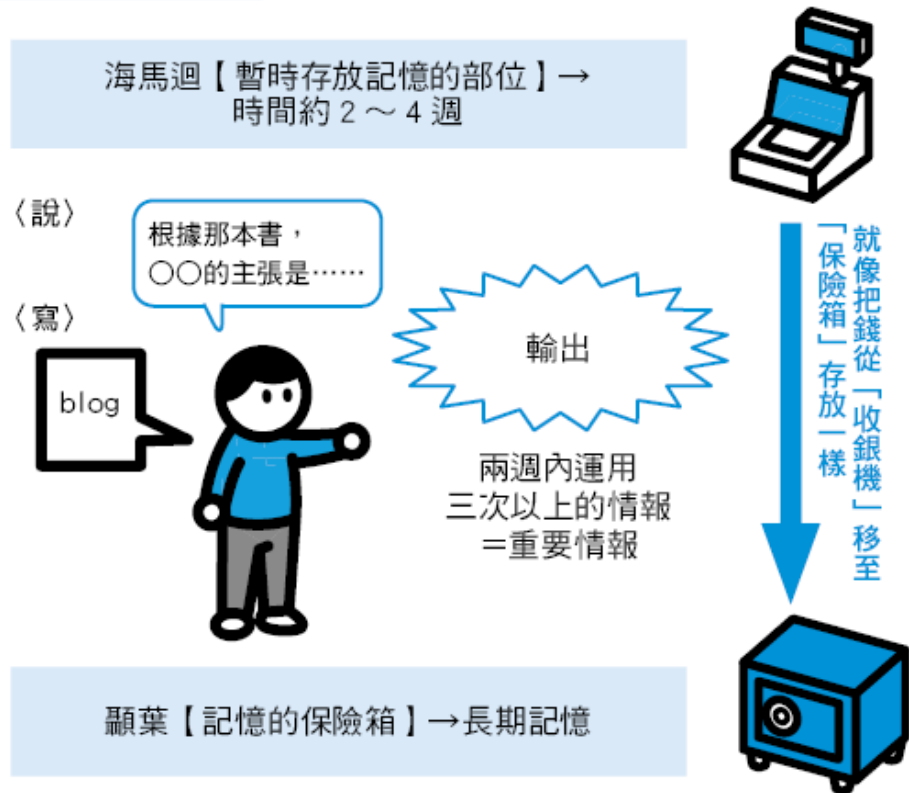 海馬迴【暫時存放記憶的部位】→
時間約 2～4 週
〈說〉
根據那本書，
○○的主張是……
〈寫〉
blog
輸出
兩週內運用
三次以上的情報
＝重要情報
就像把錢從「收銀機」移至
「保險箱」存放一樣
顳葉【記憶的保險箱】→長期記憶